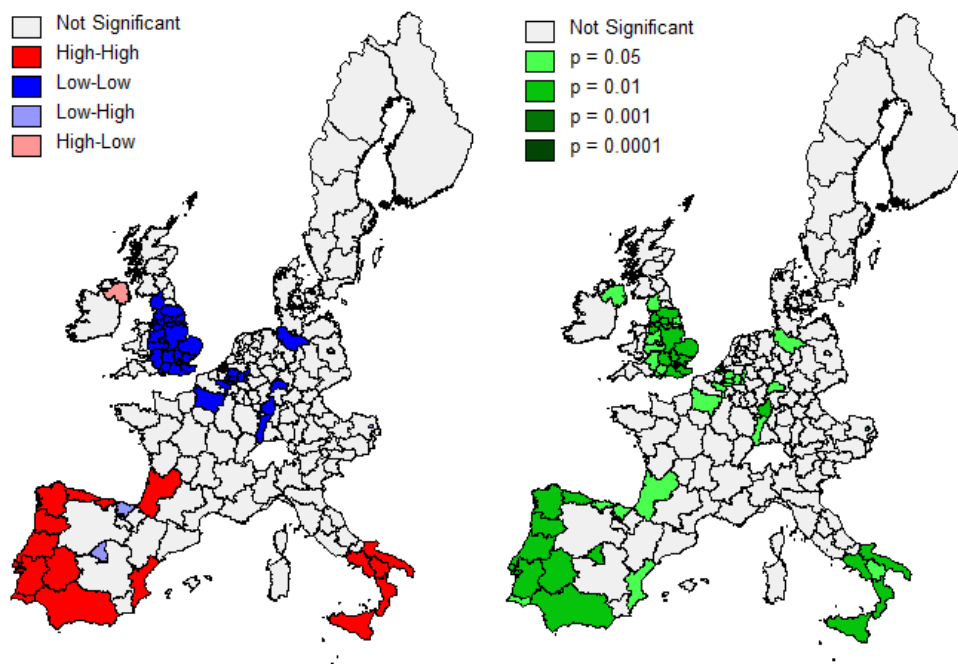 Not Significant
High-High
Low-Low
Low-High
High-Low
Not Significant
p = 0.05
p = 0.01
p = 0.001
p = 0.0001